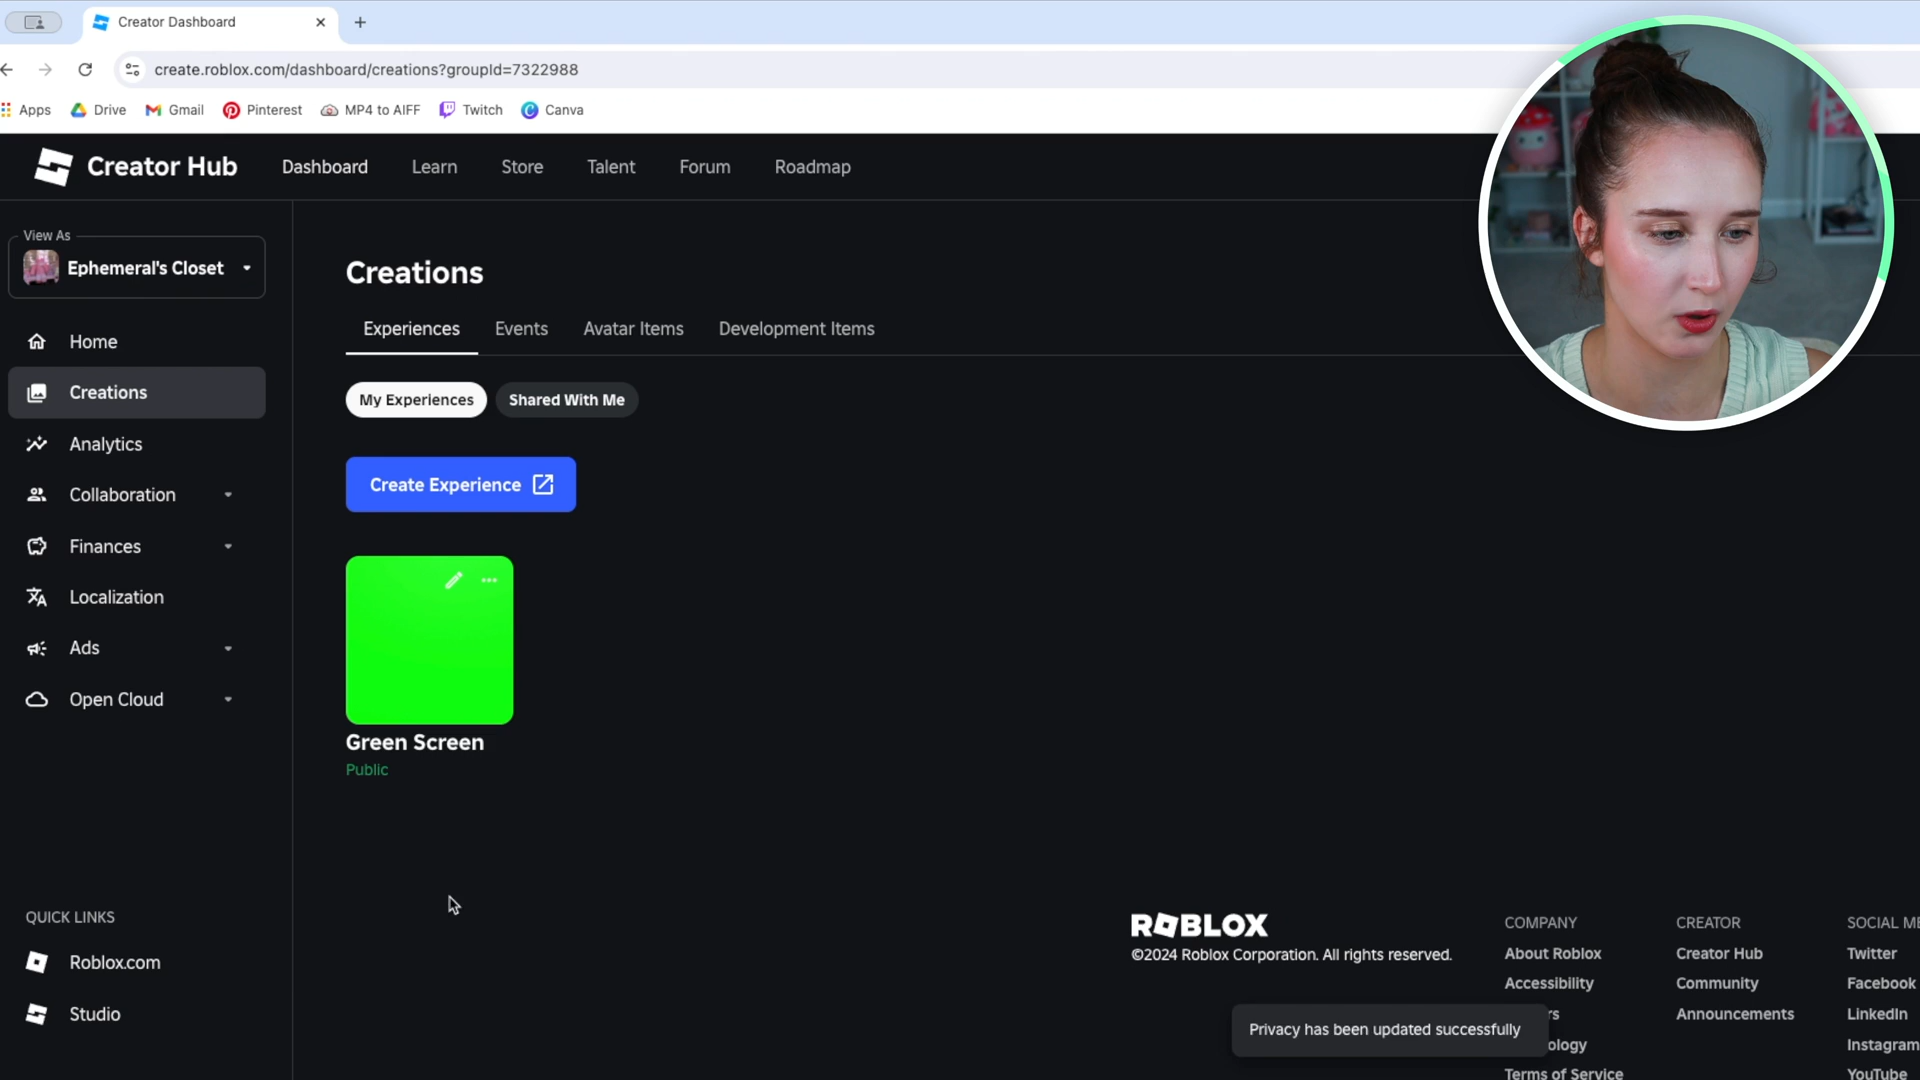 Creator Dashboard
create.roblox.com/dashboard/creations?groupId=7322988
Apps
Drive
Gmail
Pinterest
MP4 to AIFF
Twitch
Canva
Creator Hub
Dashboard
Learn
Store
Talent
Forum
Roadmap
View As
Ephemeral's Closet
Home
Creations
Analytics
Collaboration
Finances
Localization
Ads
Open Cloud
QUICK LINKS
Roblox.com
Studio
Creations
Experiences
Events
Avatar Items
Development Items
My Experiences
Shared With Me
Create Experience
Green Screen
Public
ROBLOX
©2024 Roblox Corporation. All rights reserved.
COMPANY
About Roblox
Accessibility
rs
ology
Terms of Service
CREATOR
Creator Hub
Community
Announcements
SOCIAL ME
Twitter
Facebook
LinkedIn
Instagram
YouTube
Privacy has been updated successfully